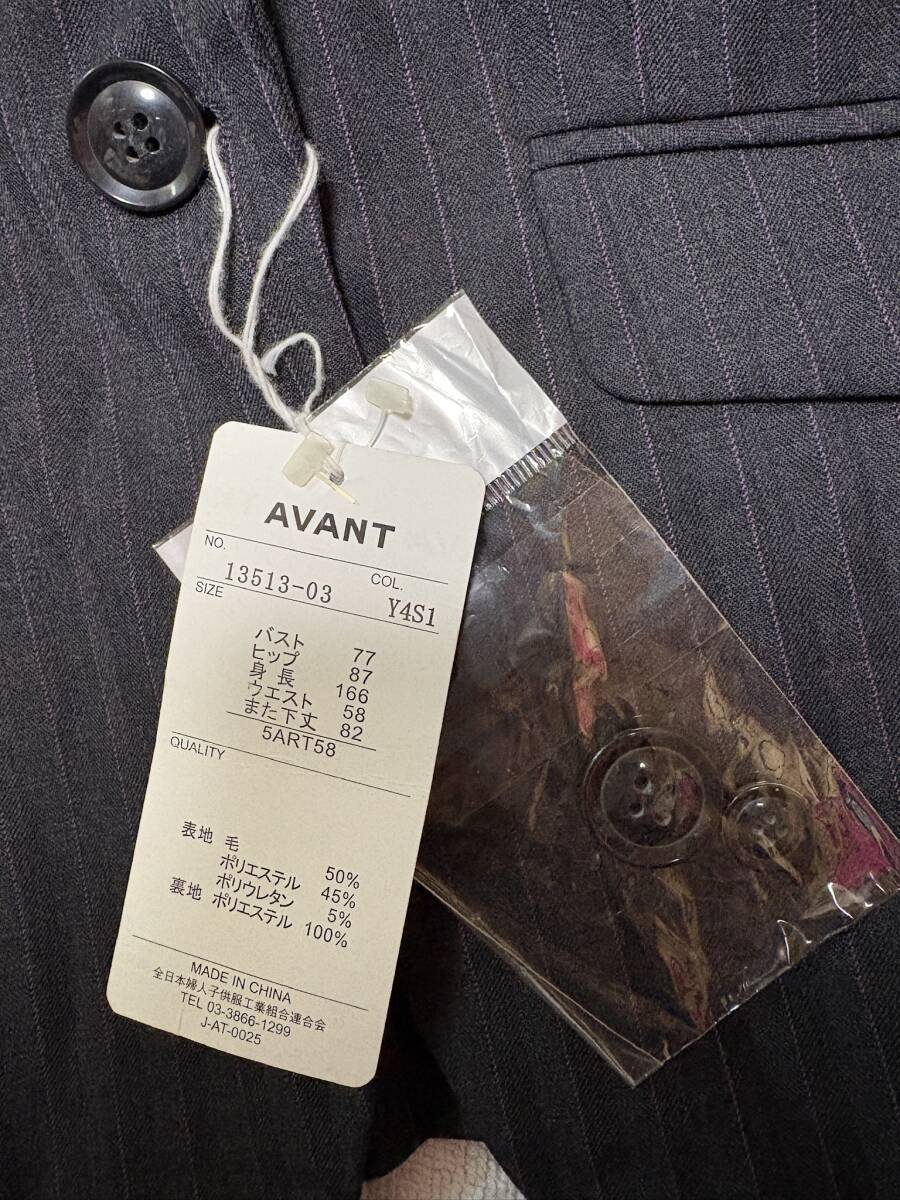 AVANT
NO. 13513-03 COL. Y4S1
SIZE
バスト 77
ヒップ 87
身長 166
ウエスト 58
また下丈 82
5ART58
QUALITY
表地 毛 50%
ポリエステル 45%
ポリウレタン 5%
裏地 ポリエステル 100%
MADE IN CHINA
全日本婦人子供服工業組合連合会
TEL 03-3866-1299
J-AT-0025